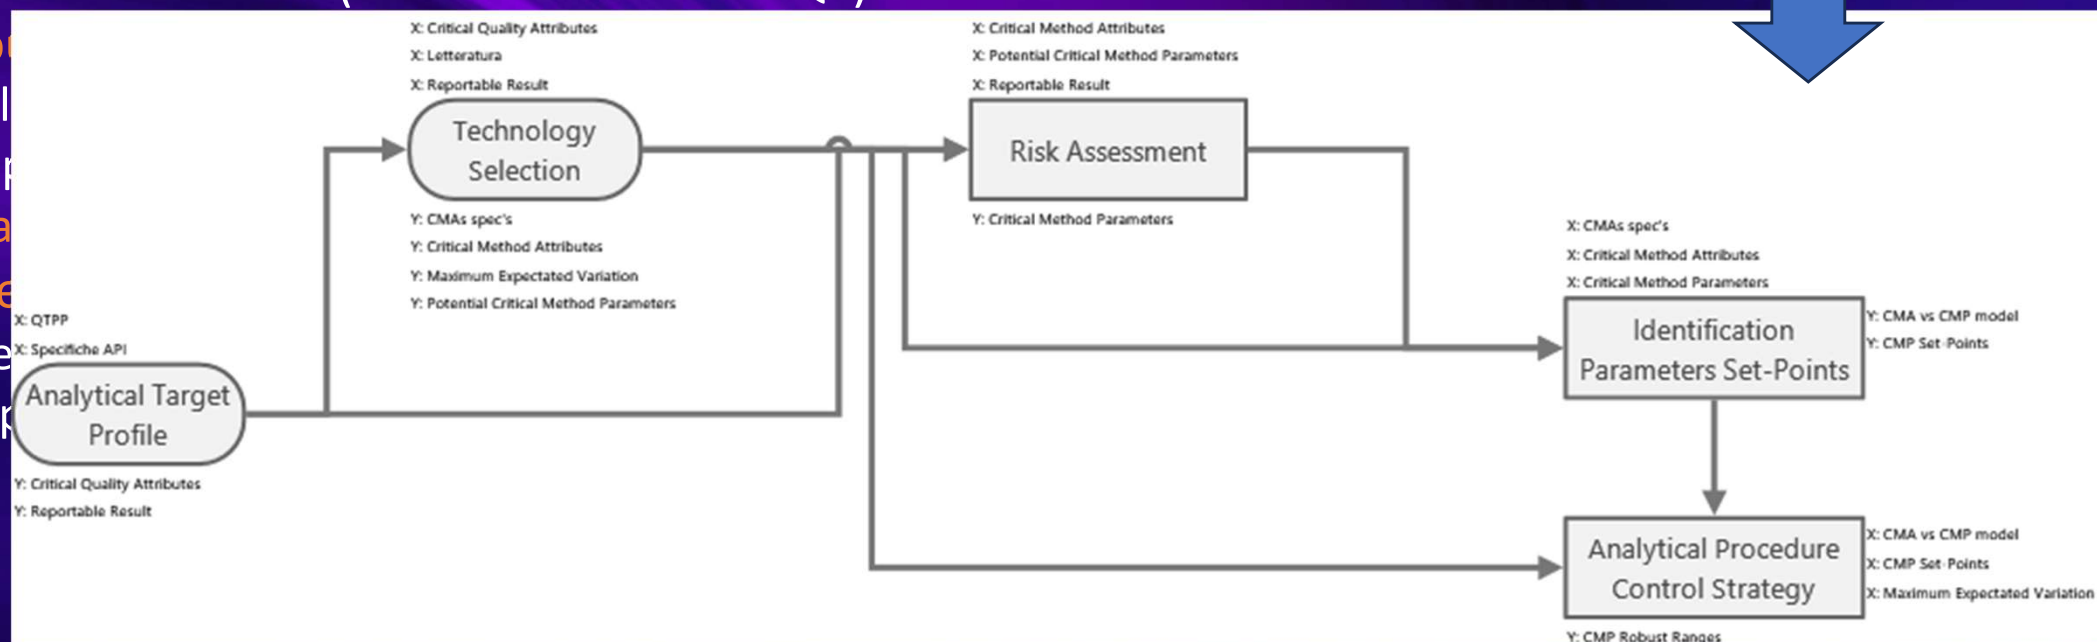 X: Critical Quality Attributes
X: Letteratura
X: Reportable Result
Technology
Selection
Y: CMAs spec's
Y: Critical Method Attributes
Y: Maximum Expectated Variation
Y: Potential Critical Method Parameters
X: Critical Method Attributes
X: Potential Critical Method Parameters
X: Reportable Result
Risk Assessment
Y: Critical Method Parameters
X: QTPP
X: Specifiche API
Analytical Target
Profile
Y: Critical Quality Attributes
Y: Reportable Result
X: CMAs spec's
X: Critical Method Attributes
X: Critical Method Parameters
Identification
Parameters Set-Points
Y: CMA vs CMP model
Y: CMP Set-Points
Analytical Procedure
Control Strategy
X: CMA vs CMP model
X: CMP Set-Points
X: Maximum Expectated Variation
Y: CMP Robust Ranges